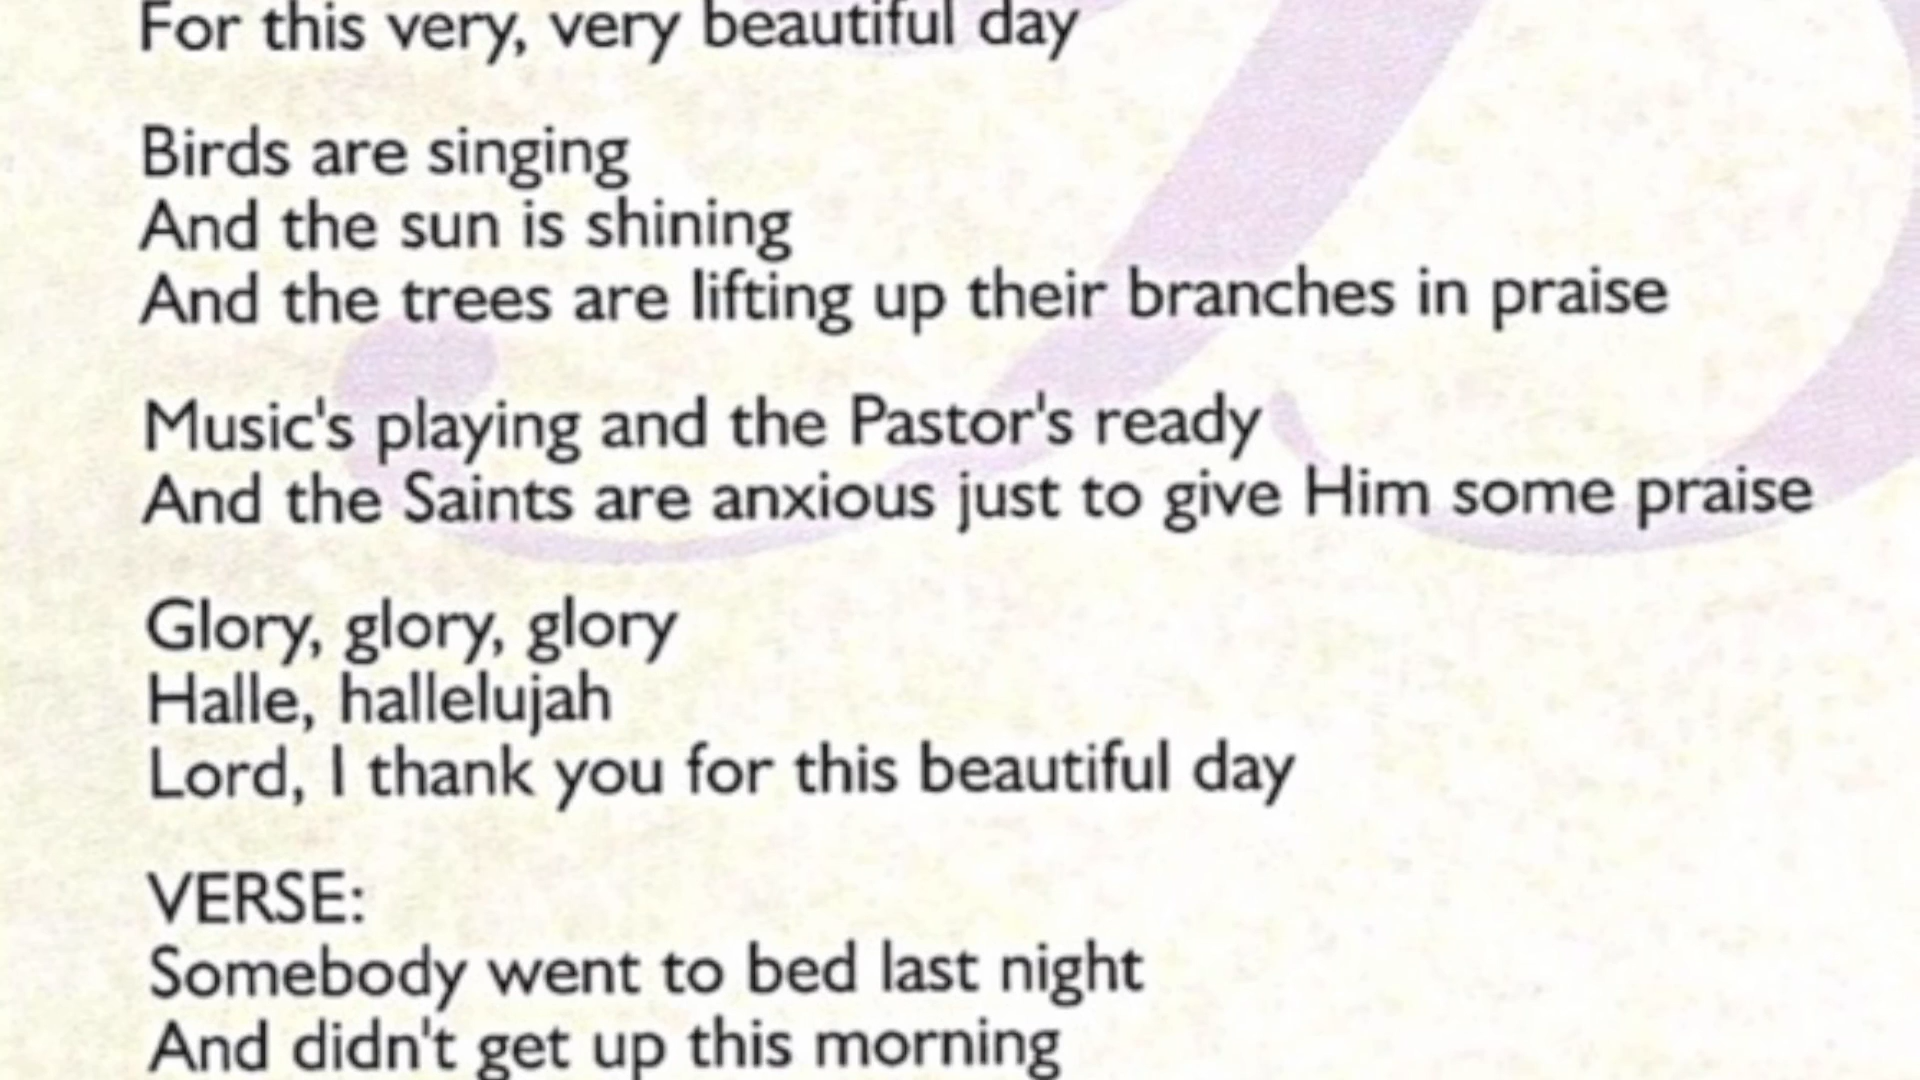 For this very, very beautiful day
Birds are singing
And the sun is shining
And the trees are lifting up their branches in praise
Music's playing and the Pastor's ready
And the Saints are anxious just to give Him some praise
Glory, glory, glory
Halle, hallelujah
Lord, I thank you for this beautiful day
VERSE:
Somebody went to bed last night
And didn't get up this morning